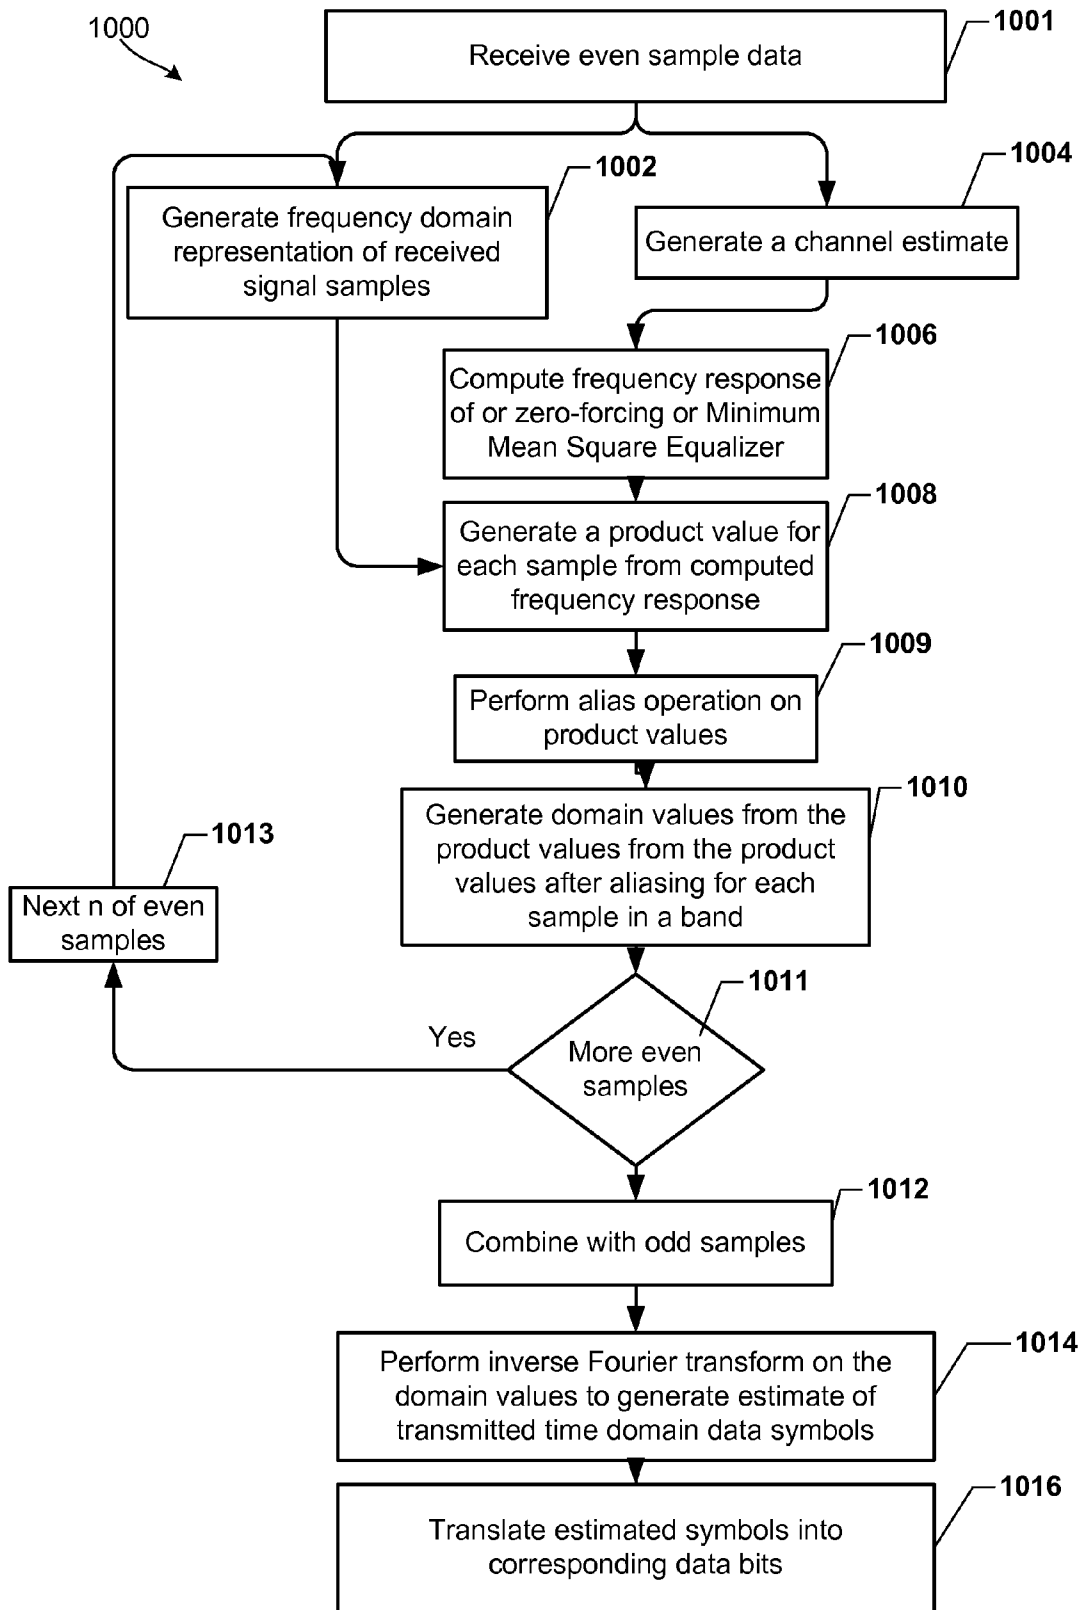 1000
1001
Receive even sample data
1002
Generate frequency domain
representation of received
signal samples
1004
Generate a channel estimate
1006
Compute frequency response
of or zero-forcing or Minimum
Mean Square Equalizer
1008
Generate a product value for
each sample from computed
frequency response
1009
Perform alias operation on
product values
1010
Generate domain values from the
product values from the product
values after aliasing for each
sample in a band
1013
Next n of even
samples
1011
Yes
More even
samples
1012
Combine with odd samples
1014
Perform inverse Fourier transform on the
domain values to generate estimate of
transmitted time domain data symbols
1016
Translate estimated symbols into
corresponding data bits